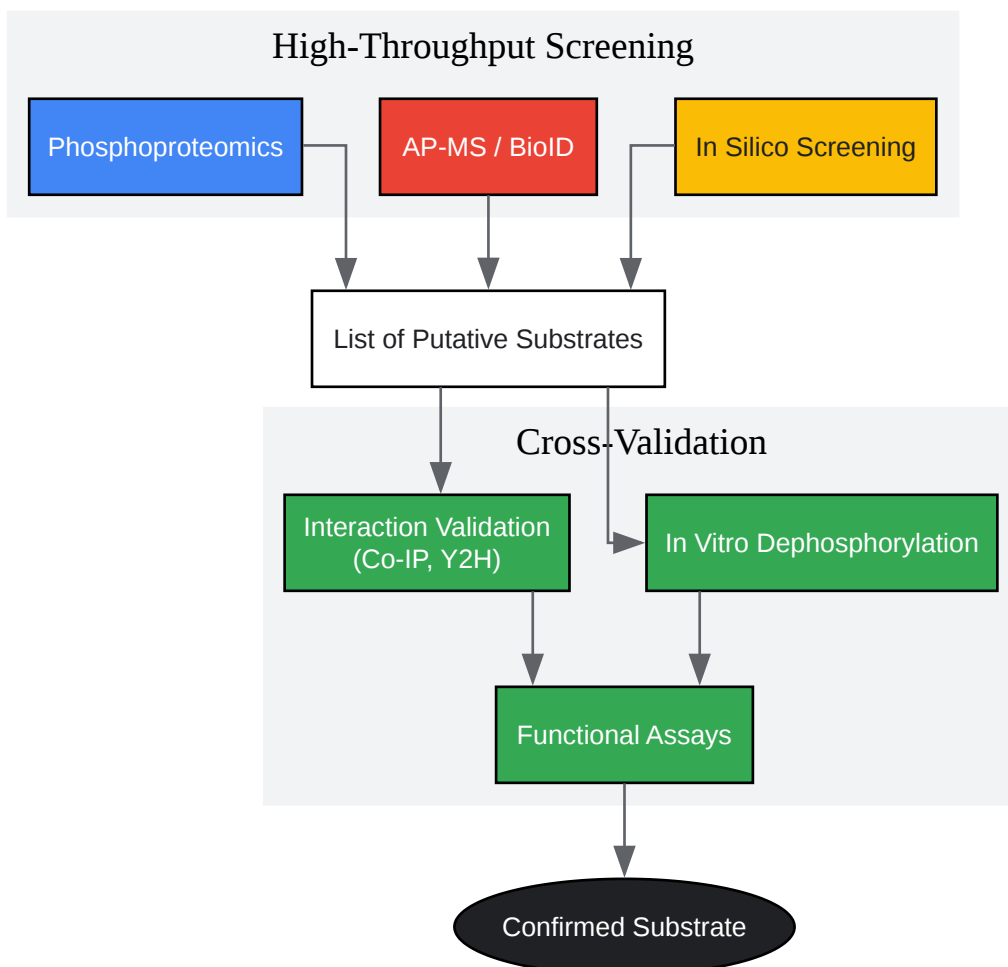 High-Throughput Screening
Phosphoproteomics
AP-MS / BioID
In Silico Screening
List of Putative Substrates
Cross-Validation
Interaction Validation
(Co-IP, Y2H)
In Vitro Dephosphorylation
Functional Assays
Confirmed Substrate